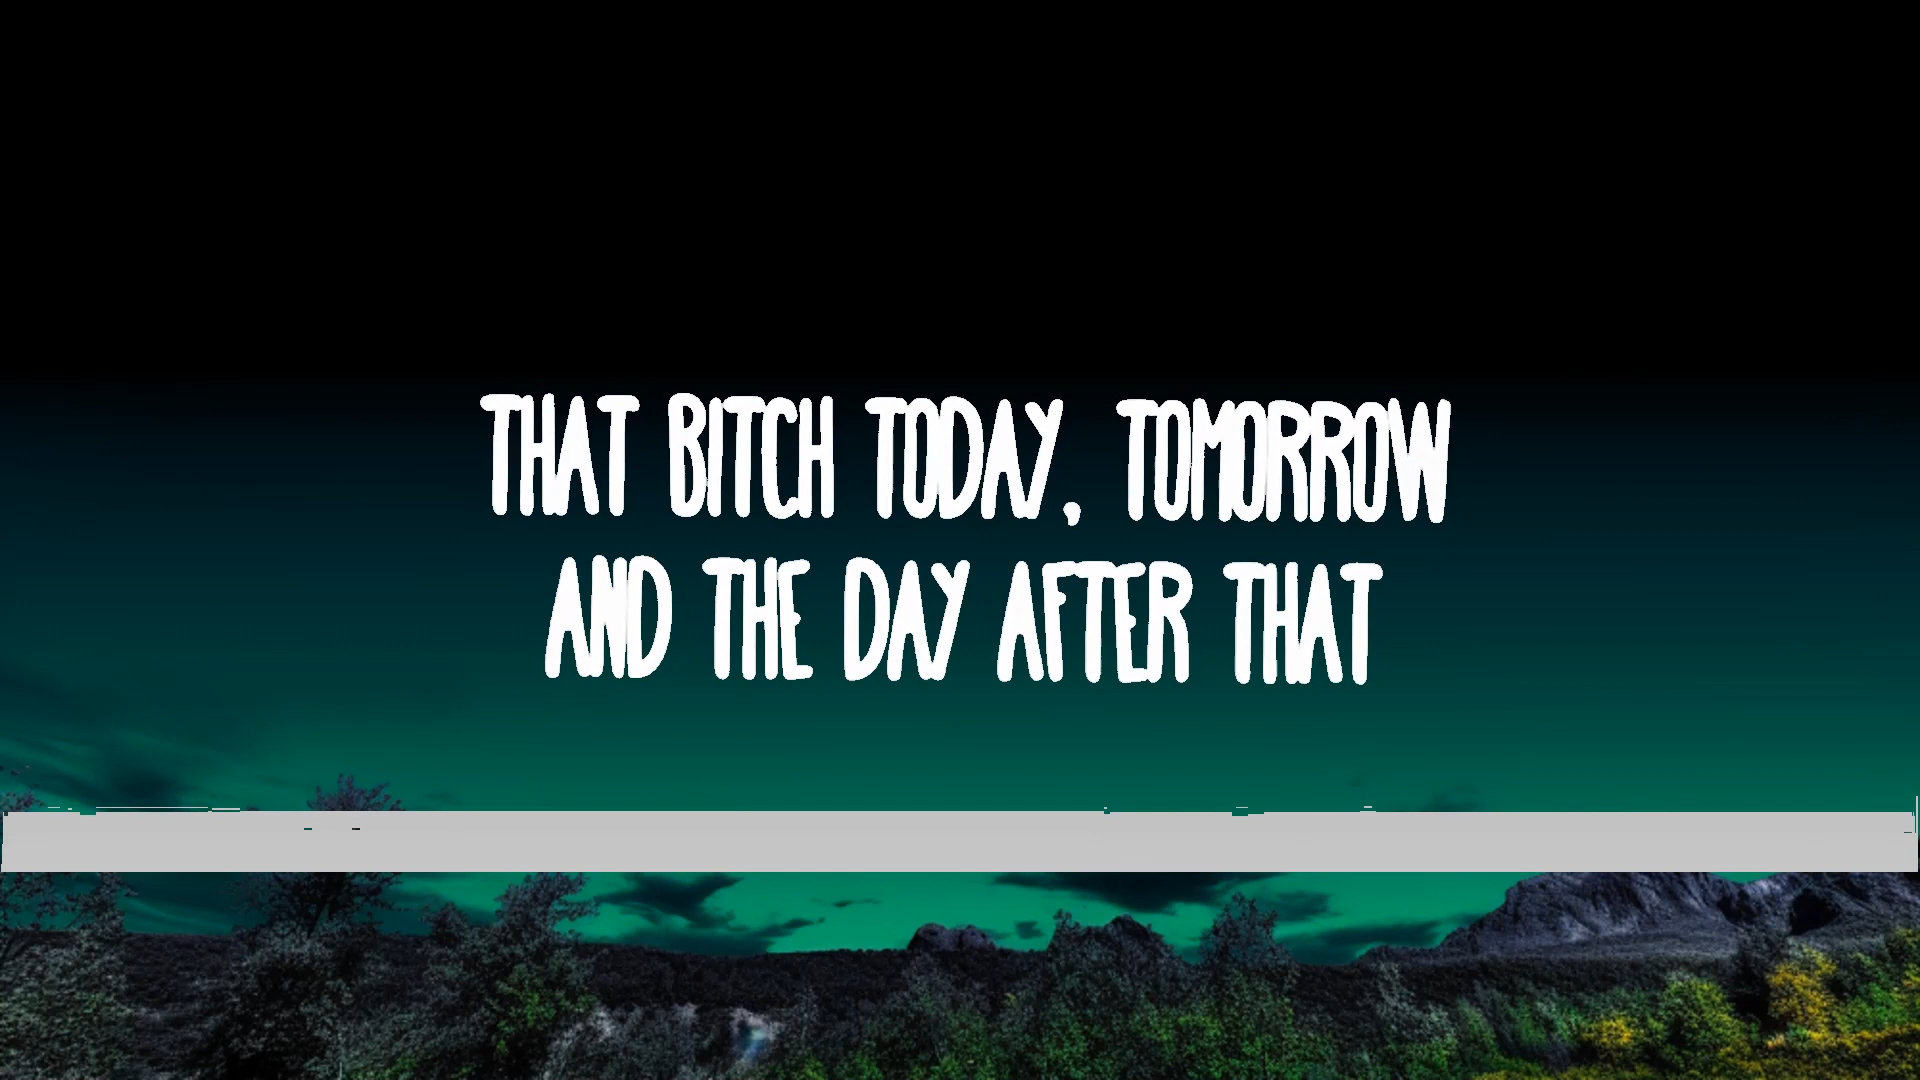 THAT BITCH TODAY, TOMORROW
AND THE DAY AFTER THAT